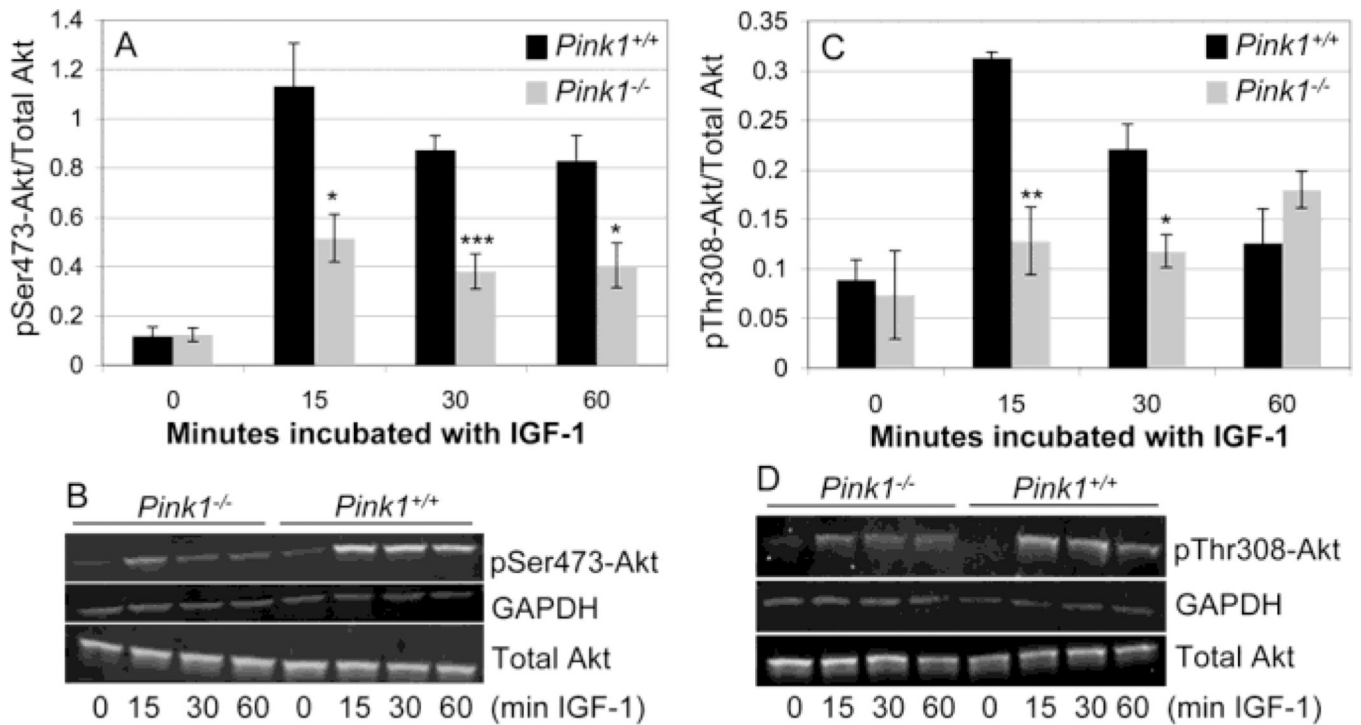 A
Pink1+/+
Pink1-/-
pSer473-Akt/Total Akt
1.4
1.2
1
0.8
0.6
0.4
0.2
0
*
***
*
0 15 30 60
Minutes incubated with IGF-1
C
Pink1+/+
Pink1-/-
pThr308-Akt/Total Akt
0.35
0.3
0.25
0.2
0.15
0.1
0.05
0
**
*
0 15 30 60
Minutes incubated with IGF-1
B
Pink1-/- Pink1+/+
pSer473-Akt
GAPDH
Total Akt
0 15 30 60 0 15 30 60 (min IGF-1)
D
Pink1-/- Pink1+/+
pThr308-Akt
GAPDH
Total Akt
0 15 30 60 0 15 30 60 (min IGF-1)